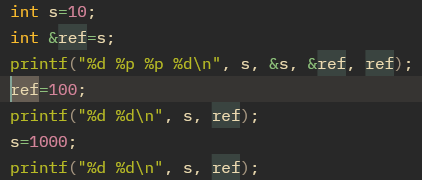 int s=10;
int &ref=s;
printf("%d %p %p %d\n", s, &s, &ref, ref);
ref=100;
printf("%d %d\n", s, ref);
s=1000;
printf("%d %d\n", s, ref);